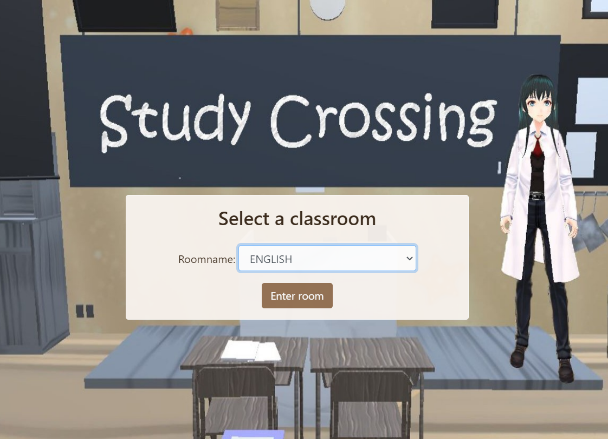 Study Crossing
Select a classroom
Roomname: ENGLISH
Enter room